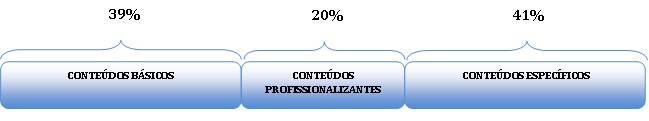 39%
20%
41%
CONTEÚDOS BÁSICOS
CONTEÚDOS
PROFISSIONALIZANTES
CONTEÚDOS ESPECÍFICOS